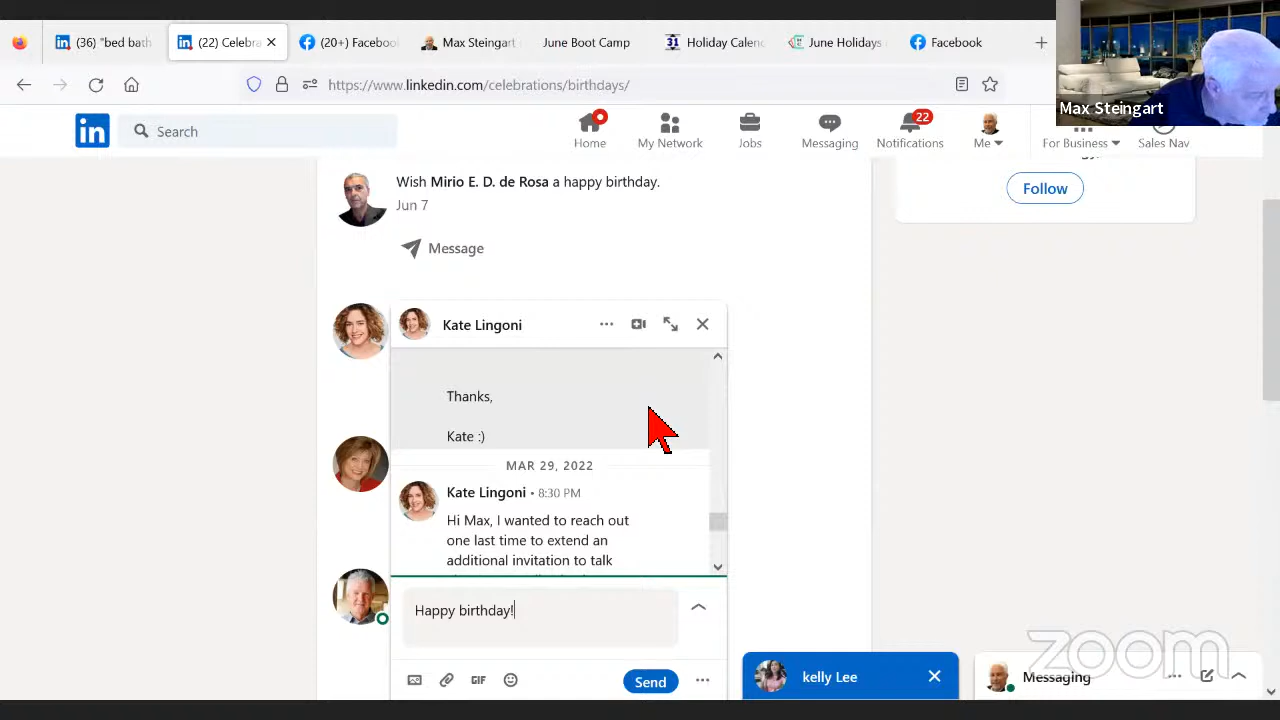 (36) "bed bath
(22) Celebra
(20+) Facebook
Max Steingart
June Boot Camp
31
Holiday Calend
June Holidays
Facebook
https://www.linkedin.com/celebrations/birthdays/
Max Steingart
in
Search
Home
My Network
Jobs
Messaging
22
Notifications
Me
For Business
Sales Nav
Wish Mirio E. D. de Rosa a happy birthday.
Jun 7
Message
Follow
Kate Lingoni
Thanks,
Kate :)
MAR 29, 2022
Kate Lingoni • 8:30 PM
Hi Max, I wanted to reach out
one last time to extend an
additional invitation to talk
Happy birthday!
GIF
Send
kelly Lee
Messaging
zoom